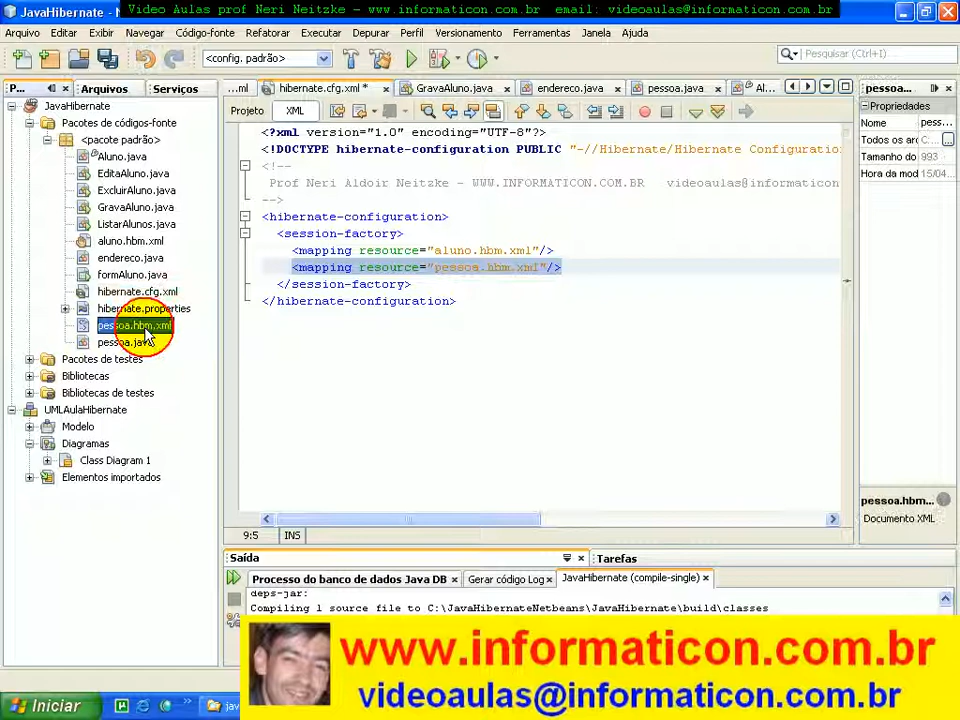 JavaHibernate - N
Video Aulas prof Neri Neitzke – www.informaticon.com.br  email: videoaulas@informaticon.com.br
Arquivo Editar Exibir Navegar Código-fonte Refatorar Executar Depurar Perfil Versionamento Ferramentas Janela Ajuda
<config. padrão>
Pesquisar (Ctrl+I)
P... Arquivos Serviços
...ml hibernate.cfg.xml * GravaAluno.java endereco.java pessoa.java Al...
pessoa....
JavaHibernate
Pacotes de códigos-fonte
<pacote padrão>
Aluno.java
EditaAluno.java
ExcluirAluno.java
GravaAluno.java
ListarAlunos.java
aluno.hbm.xml
endereco.java
formAluno.java
hibernate.cfg.xml
hibernate.properties
pessoa.hbm.xml
pessoa.java
Pacotes de testes
Bibliotecas
Bibliotecas de testes
UMLAulaHibernate
Modelo
Diagramas
Class Diagram 1
Elementos importados
Projeto XML
<?xml version="1.0" encoding="UTF-8"?>
<!DOCTYPE hibernate-configuration PUBLIC "-//Hibernate/Hibernate Configuratio
<!--
Prof Neri Aldoir Neitzke - WWW.INFORMATICON.COM.BR   videoaulas@informaticon
-->
<hibernate-configuration>
<session-factory>
<mapping resource="aluno.hbm.xml"/>
<mapping resource="pessoa.hbm.xml"/>
</session-factory>
</hibernate-configuration>
9:5 INS
Propriedades
Nome pess...
Todos os arc C:... ...
Tamanho do 993
Hora da mod 15/04...
pessoa.hbm...
Documento XML
Saída Tarefas
Processo do banco de dados Java DB Gerar código Log JavaHibernate (compile-single)
deps-jar:
Compiling 1 source file to C:\JavaHibernateNetbeans\JavaHibernate\build\classes
www.informaticon.com.br
videoaulas@informaticon.com.br
Iniciar
jav